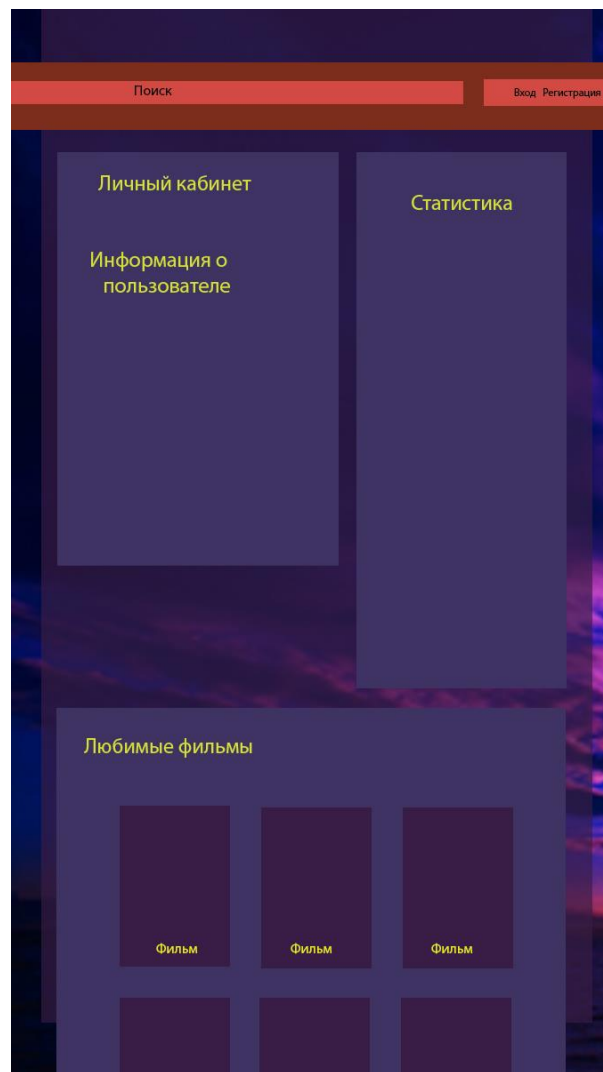 Поиск
Вход Регистрация
Личный кабинет
Статистика
Информация о
пользователе
Любимые фильмы
Фильм
Фильм
Фильм